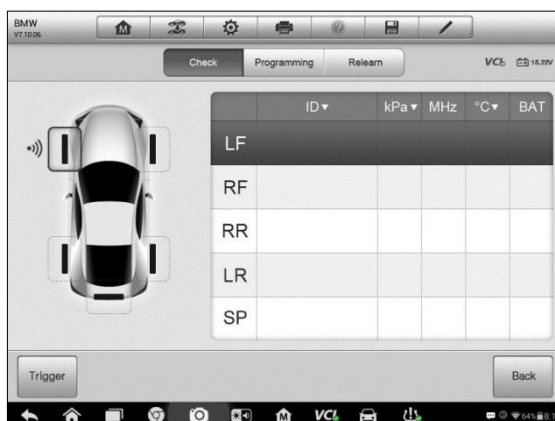 BMW
V7.10.06
Check
Programming
Relearn
VCI
16.22V
ID▼ kPa▼ MHz °C▼ BAT
LF
RF
RR
LR
SP
Trigger
Back
VCI
64%